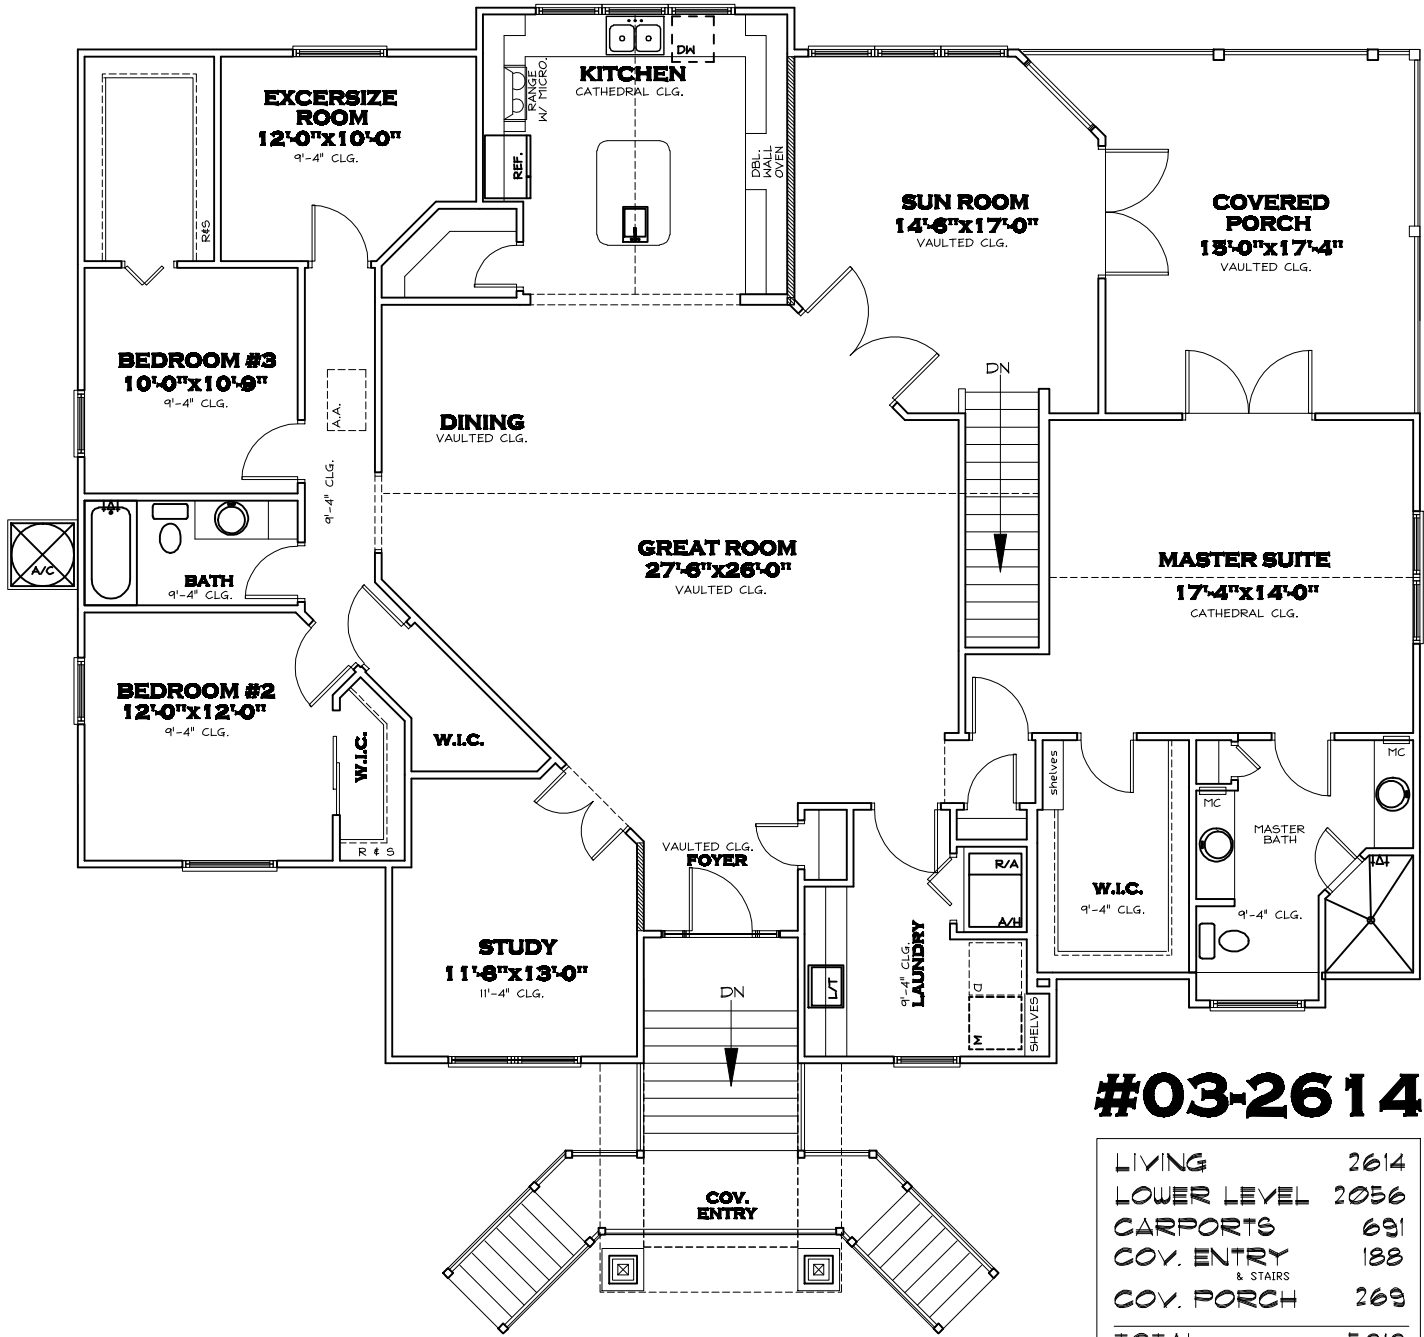 DW
KITCHEN
CATHEDRAL CLG.
RANGE
W/ MICRO.
REF.
DBL.
WALL
OVEN
EXCERSIZE
ROOM
12'-0"x10'-0"
9'-4" CLG.
R&S
SUN ROOM
14'-6"x17'-0"
VAULTED CLG.
COVERED
PORCH
15'-0"x17'-4"
VAULTED CLG.
BEDROOM #3
10'-0"x10'-9"
9'-4" CLG.
A.A.
9'-4" CLG.
DINING
VAULTED CLG.
DN
GREAT ROOM
27'-6"x26'-0"
VAULTED CLG.
MASTER SUITE
17'-4"x14'-0"
CATHEDRAL CLG.
A/C
BATH
9'-4" CLG.
BEDROOM #2
12'-0"x12'-0"
9'-4" CLG.
W.I.C.
R & S
W.I.C.
shelves
MC
MC
MASTER
BATH
9'-4" CLG.
W.I.C.
9'-4" CLG.
VAULTED CLG.
FOYER
R/A
A/H
STUDY
11'-8"x13'-0"
11'-4" CLG.
DN
L/T
9'-4" CLG.
LAUNDRY
D
M
SHELVES
COV.
ENTRY
#03-2614
LIVING 2614
LOWER LEVEL 2056
CARPORTS 691
COV. ENTRY 188
& STAIRS
COV. PORCH 269
TOTAL